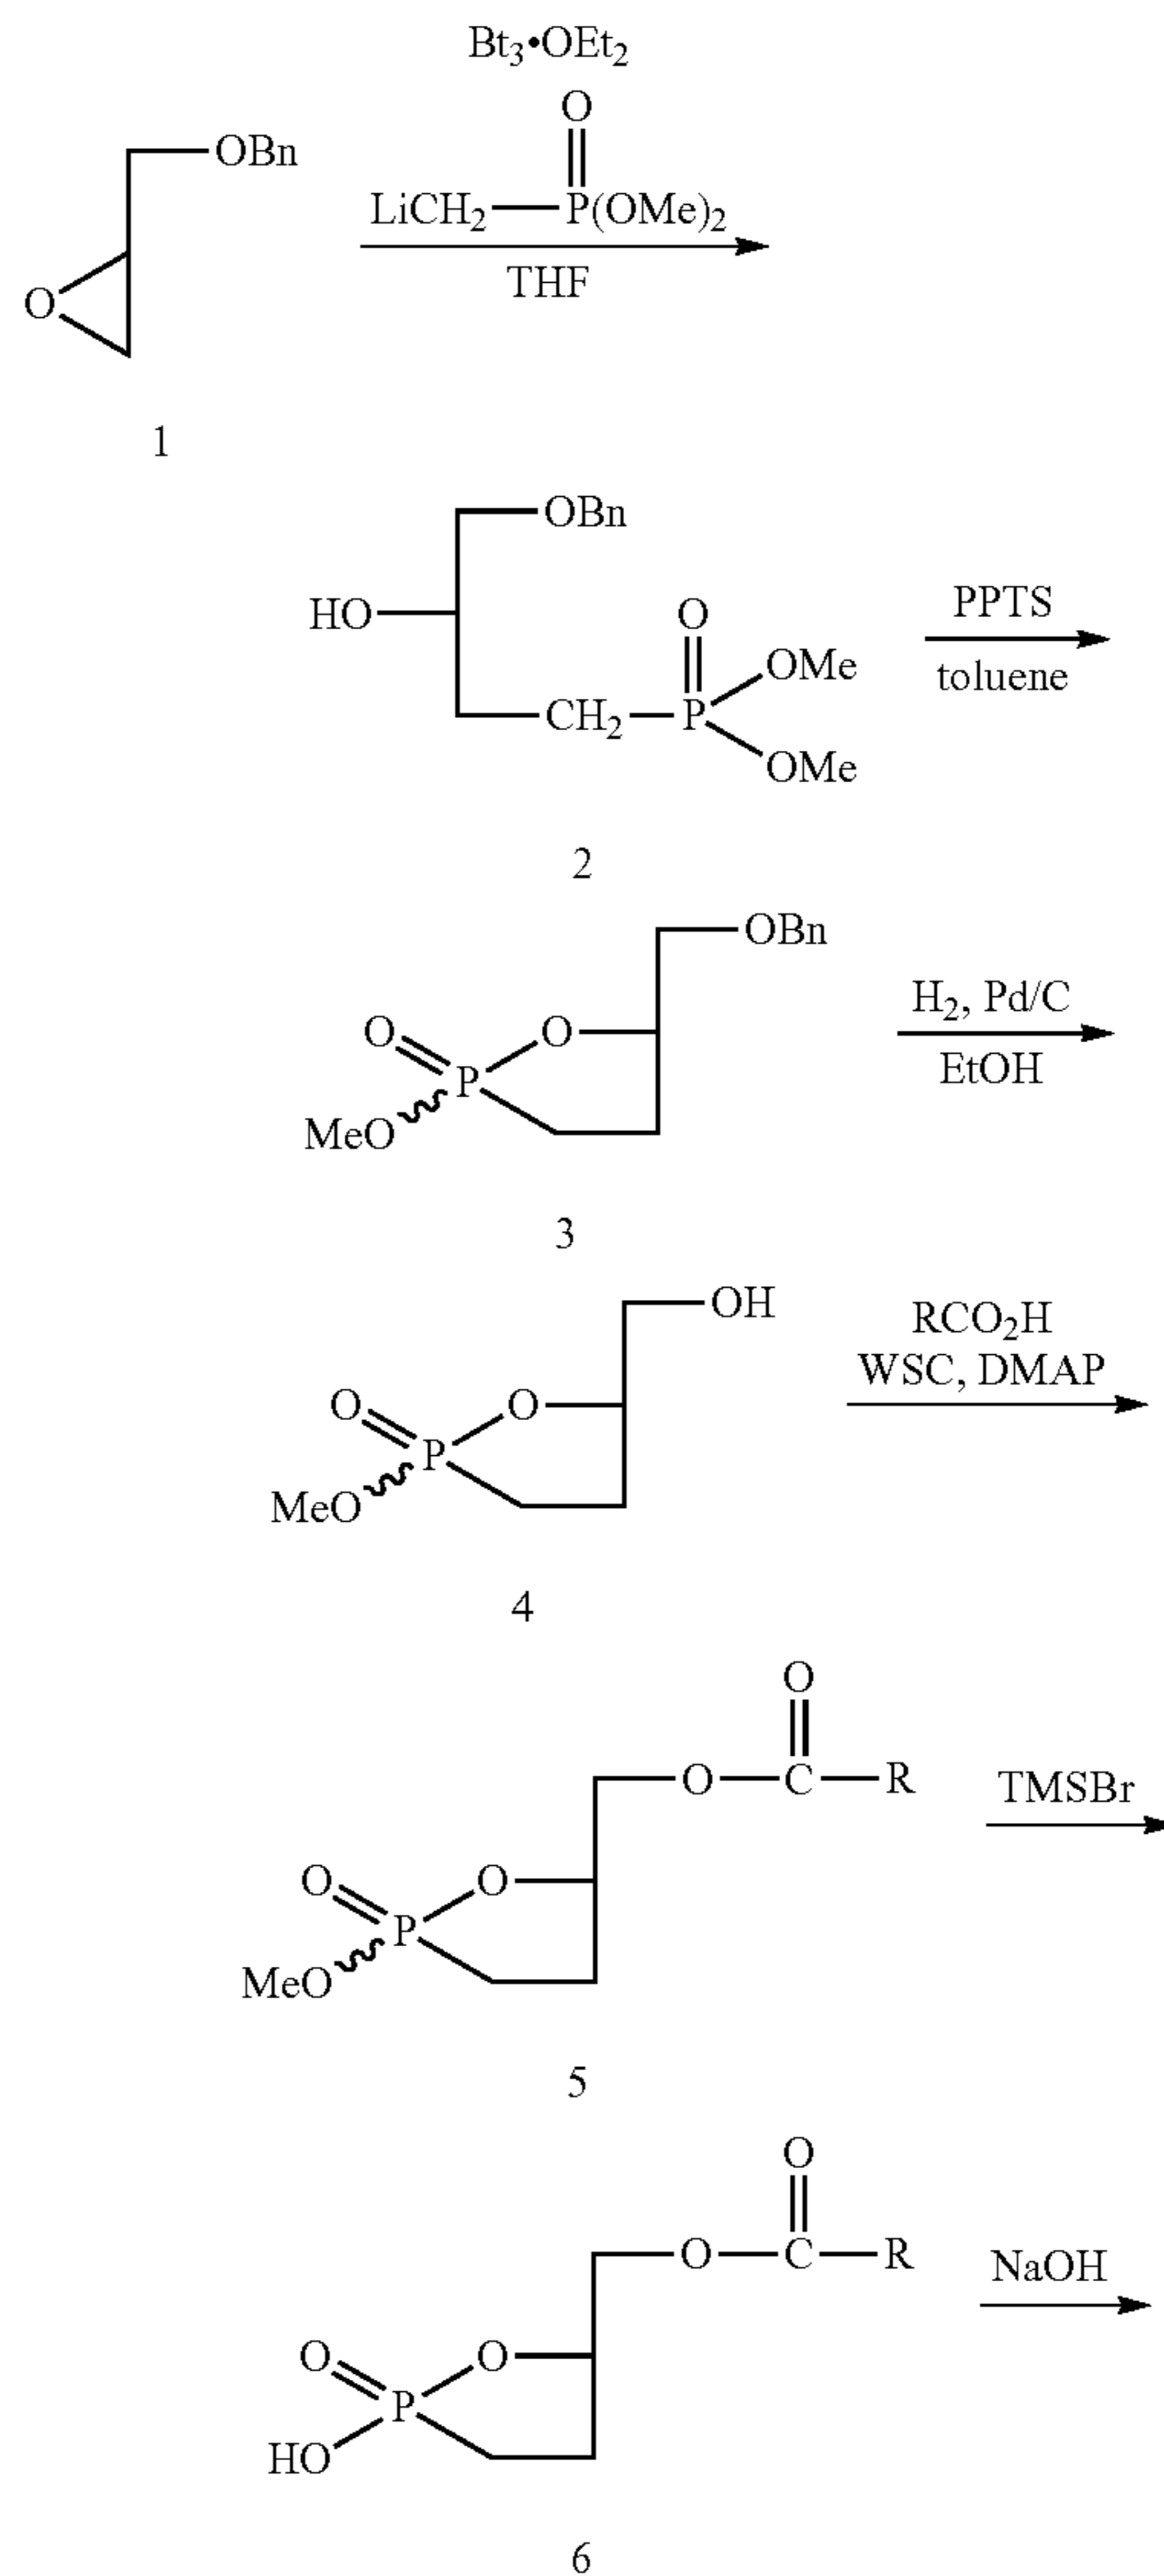 Bt₃•OEt₂
O
OBn
LiCH₂ P(OMe)₂
O THF
1
OBn
HO O PPTS
OMe toluene
CH₂ P
OMe
2
OBn
O O H₂, Pd/C
P EtOH
MeO
3
OH
RCO₂H
O O WSC, DMAP
P
MeO
4
O
O C R TMSBr
O O
P
MeO
5
O
O C R NaOH
O O
P
HO
6